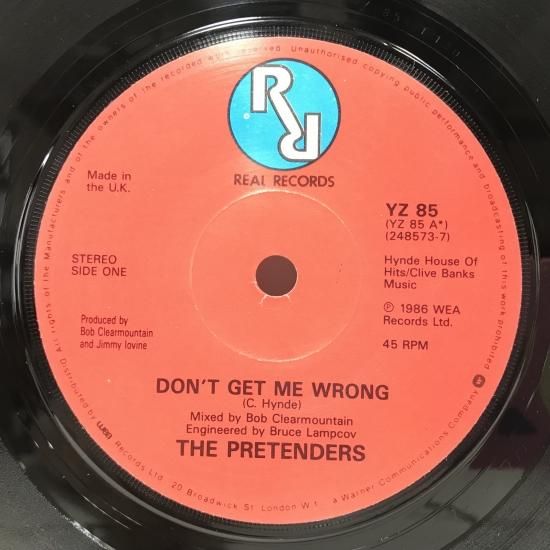 All rights of the Manufacturers and of the owners of the recorded work reserved Unauthorised copying public performance and broadcasting of this work prohibited
RR
REAL RECORDS
Made in
the U.K.
YZ 85
(YZ 85 A*)
(248573-7)
STEREO
SIDE ONE
Hynde House Of
Hits/Clive Banks
Music
Ⓟ 1986 WEA
Records Ltd.
45 RPM
Produced by
Bob Clearmountain
and Jimmy Iovine
DON'T GET ME WRONG
(C. Hynde)
Mixed by Bob Clearmountain
Engineered by Bruce Lampcov
THE PRETENDERS
Distributed by wea Records Ltd. 20 Broadwick St London W1. a Warner Communications Company